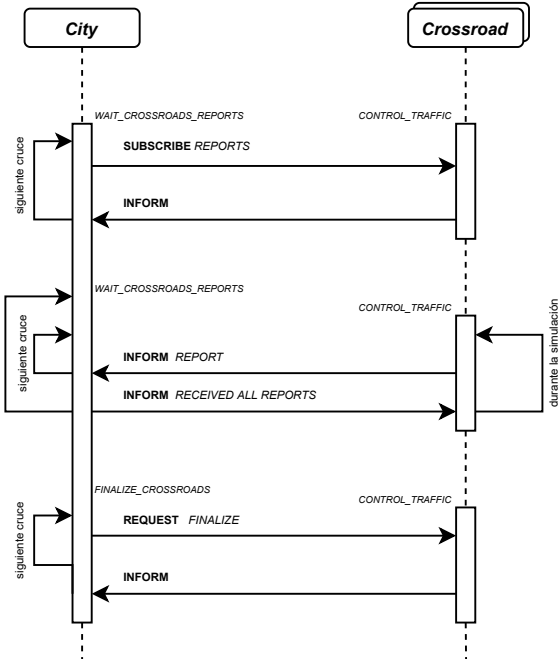 City
Crossroad
WAIT_CROSSROADS_REPORTS
CONTROL_TRAFFIC
siguiente cruce
SUBSCRIBE REPORTS
INFORM
WAIT_CROSSROADS_REPORTS
CONTROL_TRAFFIC
siguiente cruce
durante la simulación
INFORM REPORT
INFORM RECEIVED ALL REPORTS
FINALIZE_CROSSROADS
CONTROL_TRAFFIC
siguiente cruce
REQUEST FINALIZE
INFORM